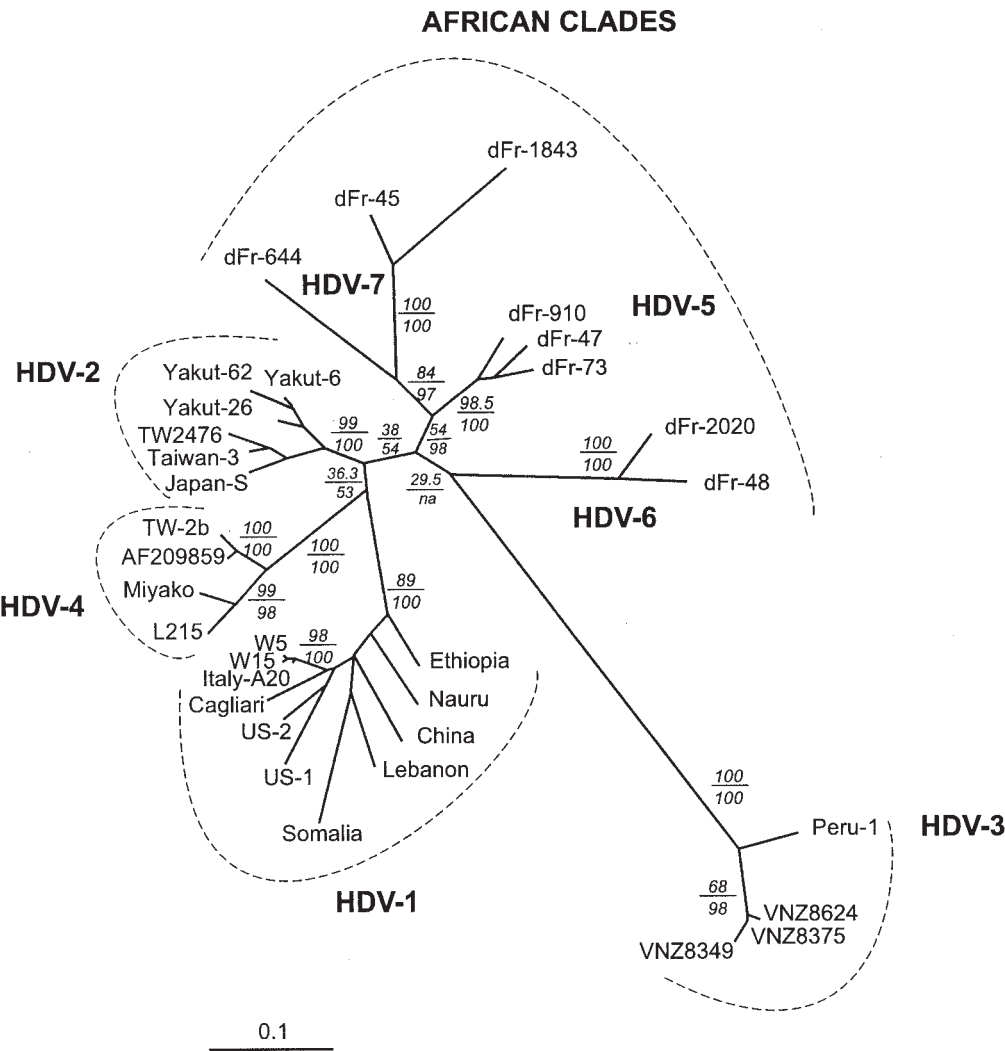 AFRICAN CLADES
dFr-1843
dFr-45
dFr-644
HDV-7
HDV-5
100
100
dFr-910
dFr-47
dFr-73
HDV-2
Yakut-62
Yakut-6
84
97
98.5
100
Yakut-26
TW2476
Taiwan-3
Japan-S
99
100
38
54
54
98
dFr-2020
100
100
dFr-48
36.3
53
29.5
na
HDV-6
TW-2b
AF209859
100
100
100
100
Miyako
HDV-4
99
98
89
100
L215
W5
W15
98
100
Italy-A20
Cagliari
US-2
US-1
Somalia
Ethiopia
Nauru
China
Lebanon
HDV-1
100
100
Peru-1
HDV-3
68
98
VNZ8624
VNZ8375
VNZ8349
0.1